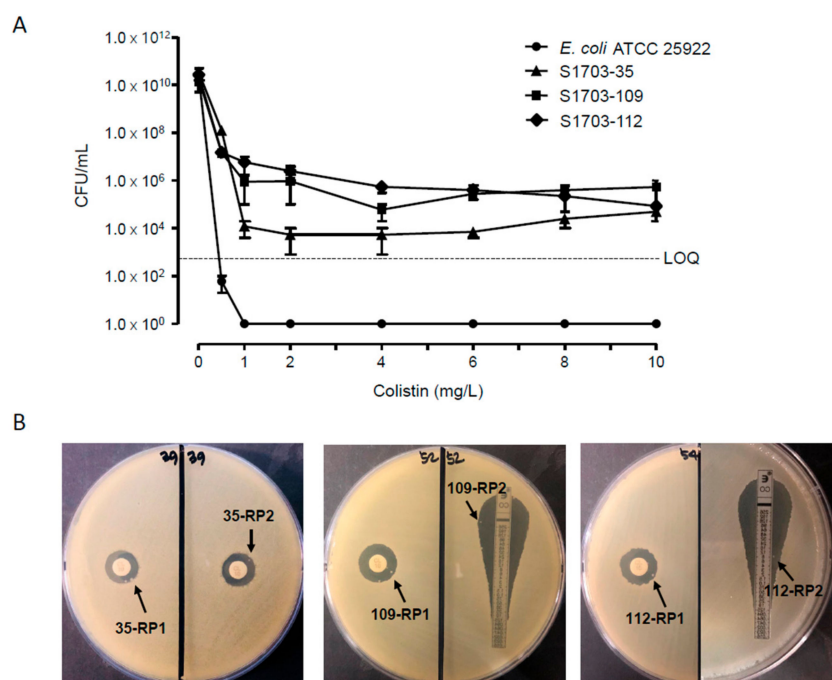 A
1.0 x 10¹²
1.0 x 10¹⁰
1.0 x 10⁸
1.0 x 10⁶
1.0 x 10⁴
1.0 x 10²
1.0 x 10⁰
CFU/mL
E. coli ATCC 25922
S1703-35
S1703-109
S1703-112
LOQ
0 1 2 4 6 8 10
Colistin (mg/L)
B
39 39
35-RP2
35-RP1
52 52
109-RP2
109-RP1
54
112-RP1
112-RP2